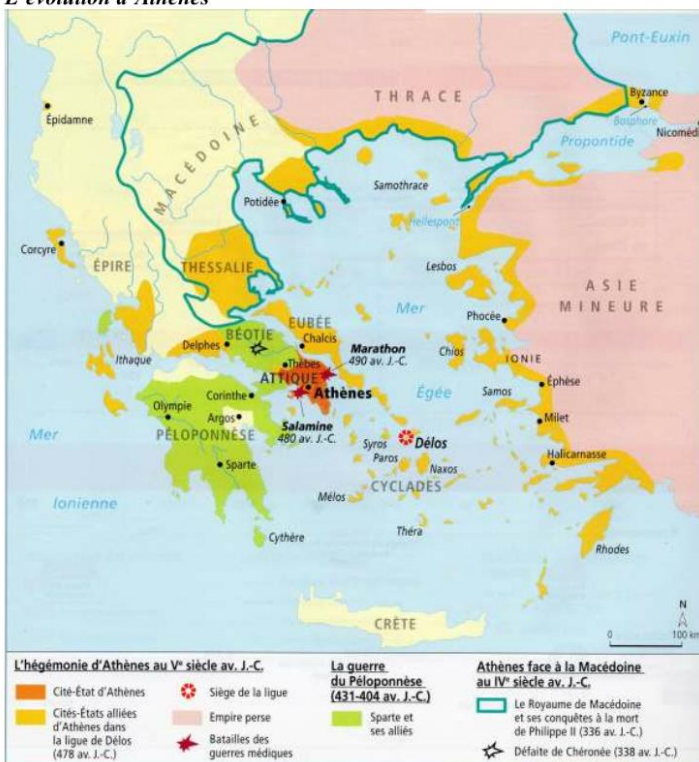 L'évolution d'Athènes
Pont-Euxin
THRACE
Byzance
Bosphore
Épidamne
Nicoméd
Propontide
MACÉDOINE
Samothrace
Potidée
Hellespont
Corcyre
ÉPIRE
THESSALIE
Lesbos
ASIE
MINEURE
Mer
Phocée
EUBÉE
BÉOTIE
Delphes
Chalcis
Marathon
490 av. J.-C.
Chios
IONIE
Ithaque
Thèbes
ATTIQUE
Athènes
Égée
Samos
Éphèse
Corinthe
Olympie
Argos
Salamine
480 av. J.-C.
Milet
Mer
PÉLOPONNÈSE
Délos
Syros
Paros
Halicarnasse
Sparte
Naxos
Ionienne
Mélos
CYCLADES
Cythère
Théra
Rhodes
CRÈTE
N
0 100 km
L'hégémonie d'Athènes au Ve siècle av. J.-C.
Cité-État d'Athènes
Cités-États alliées
d'Athènes dans
la ligue de Délos
(478 av. J.-C.)
Siège de la ligue
Empire perse
Batailles des
guerres médiques
La guerre
du Péloponnèse
(431-404 av. J.-C.)
Sparte et
ses alliés
Athènes face à la Macédoine
au IVe siècle av. J.-C.
Le Royaume de Macédoine
et ses conquêtes à la mort
de Philippe II (336 av. J.-C.)
Défaite de Chéronée (338 av. J.-C.)